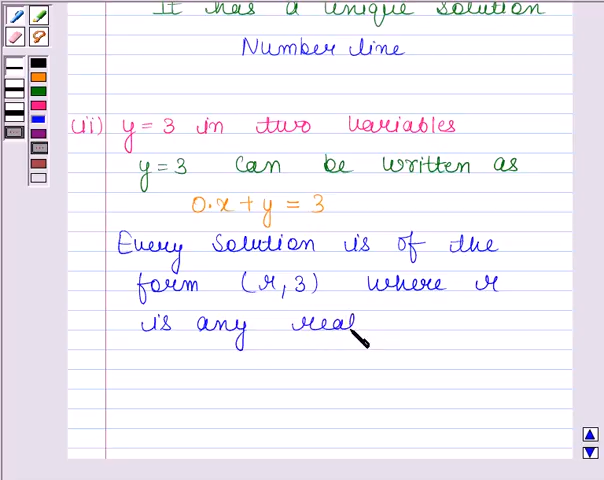 It has a unique solution
Number line
(ii) y = 3 in two variables
y = 3 can be written as
0·x + y = 3
Every solution is of the
form (r, 3) where r
is any real